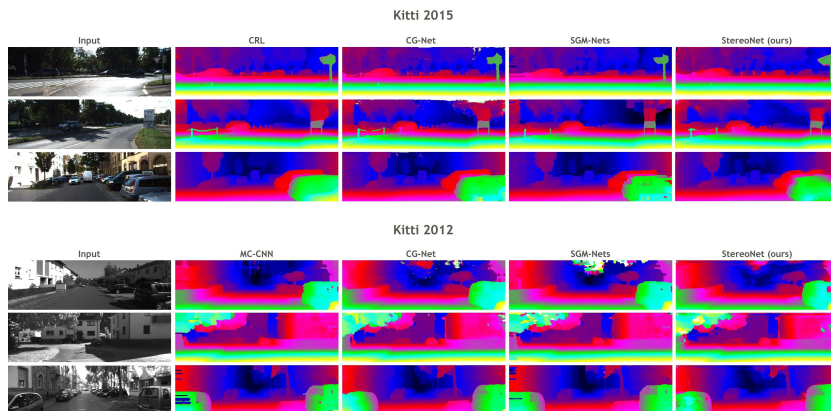 Kitti 2015
Input CRL CG-Net SGM-Nets StereoNet (ours)
Kitti 2012
Input MC-CNN CG-Net SGM-Nets StereoNet (ours)